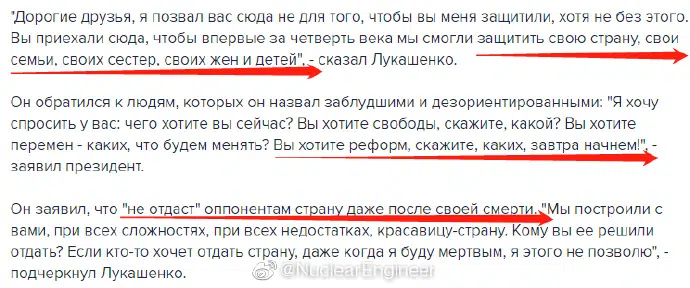 "Дорогие друзья, я позвал вас сюда не для того, чтобы вы меня защитили, хотя не без этого.
Вы приехали сюда, чтобы впервые за четверть века мы смогли защитить свою страну, свои
семьи, своих сестер, своих жен и детей", - сказал Лукашенко.
Он обратился к людям, которых он назвал заблудшими и дезориентированными: "Я хочу
спросить у вас: чего хотите вы сейчас? Вы хотите свободы, скажите, какой? Вы хотите
перемен - каких, что будем менять? Вы хотите реформ, скажите, каких, завтра начнем!", -
заявил президент.
Он заявил, что "не отдаст" оппонентам страну даже после своей смерти. "Мы построили с
вами, при всех сложностях, при всех недостатках, красавицу-страну. Кому вы ее решили
отдать? Если кто-то хочет отдать страну, даже когда я буду мертвым, я этого не позволю", -
подчеркнул Лукашенко.
@NuclearEngineer